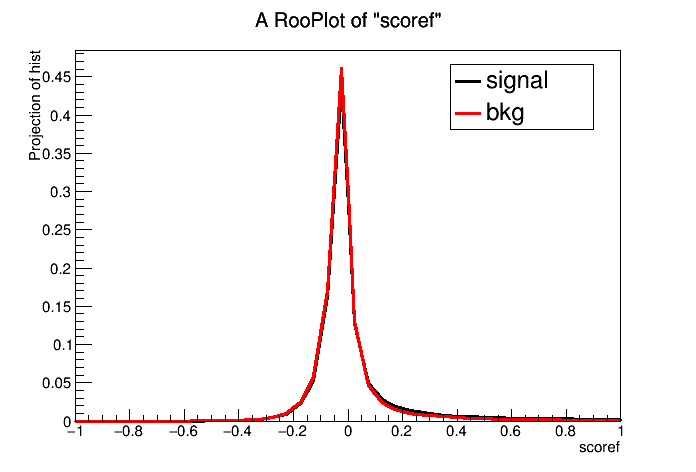 A RooPlot of "scoref"
Projection of hist
signal
bkg
0.45
0.4
0.35
0.3
0.25
0.2
0.15
0.1
0.05
0
−1 −0.8 −0.6 −0.4 −0.2 0 0.2 0.4 0.6 0.8 1
scoref